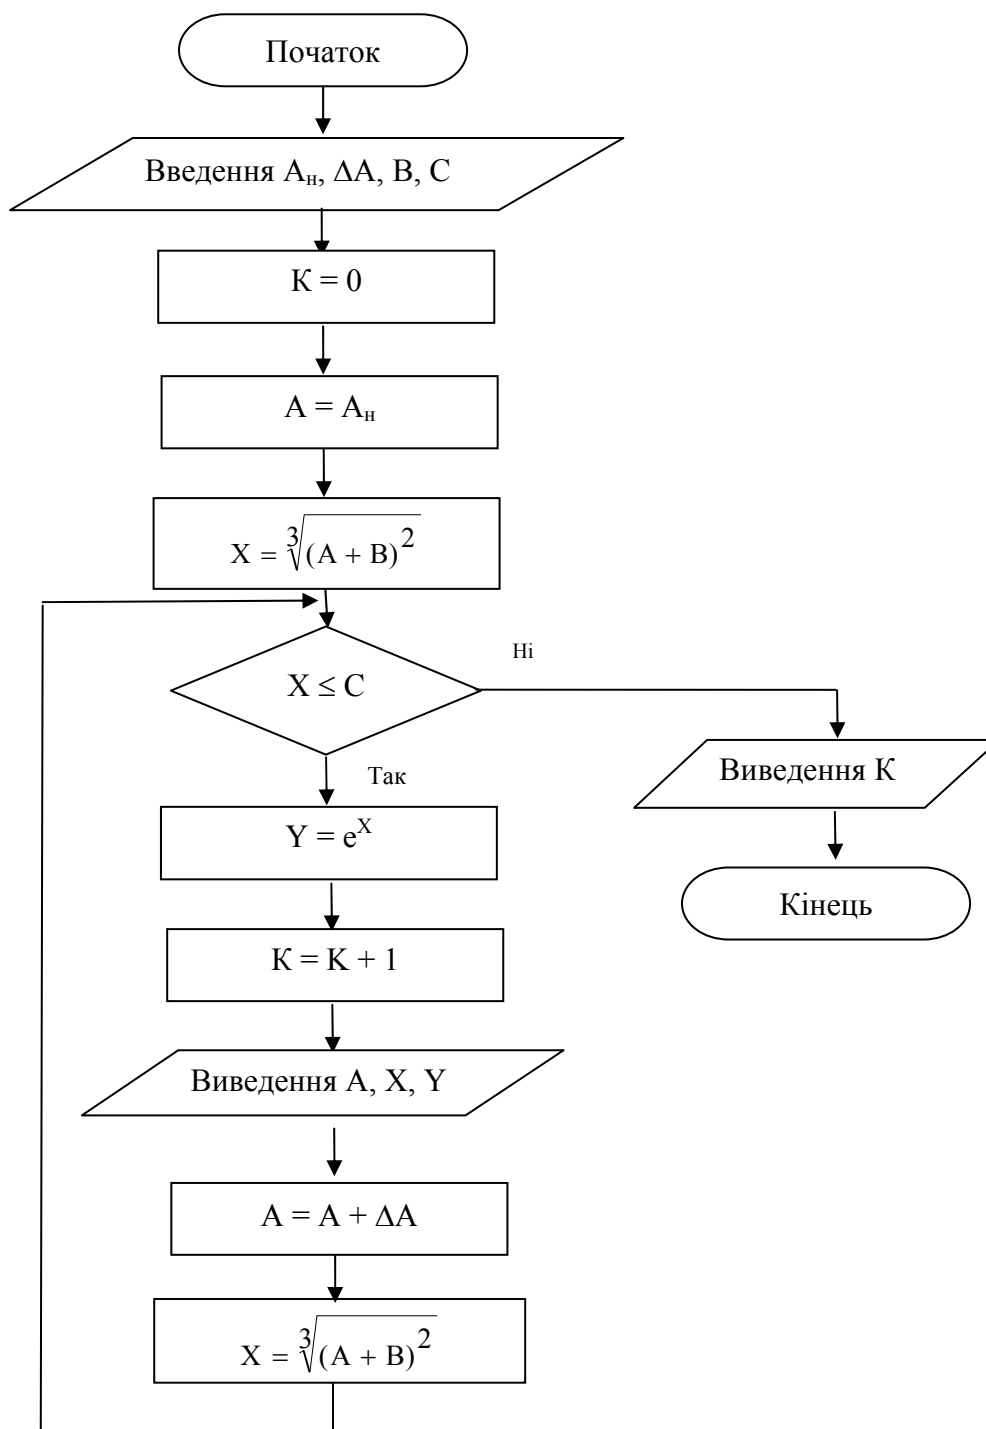 Початок
Введення Aн, ΔA, B, C
K = 0
A = Aн
X = ∛(A + B)²
X ≤ C
Ні
Так
Виведення К
Y = eˣ
Кінець
K = K + 1
Виведення A, X, Y
A = A + ΔA
X = ∛(A + B)²